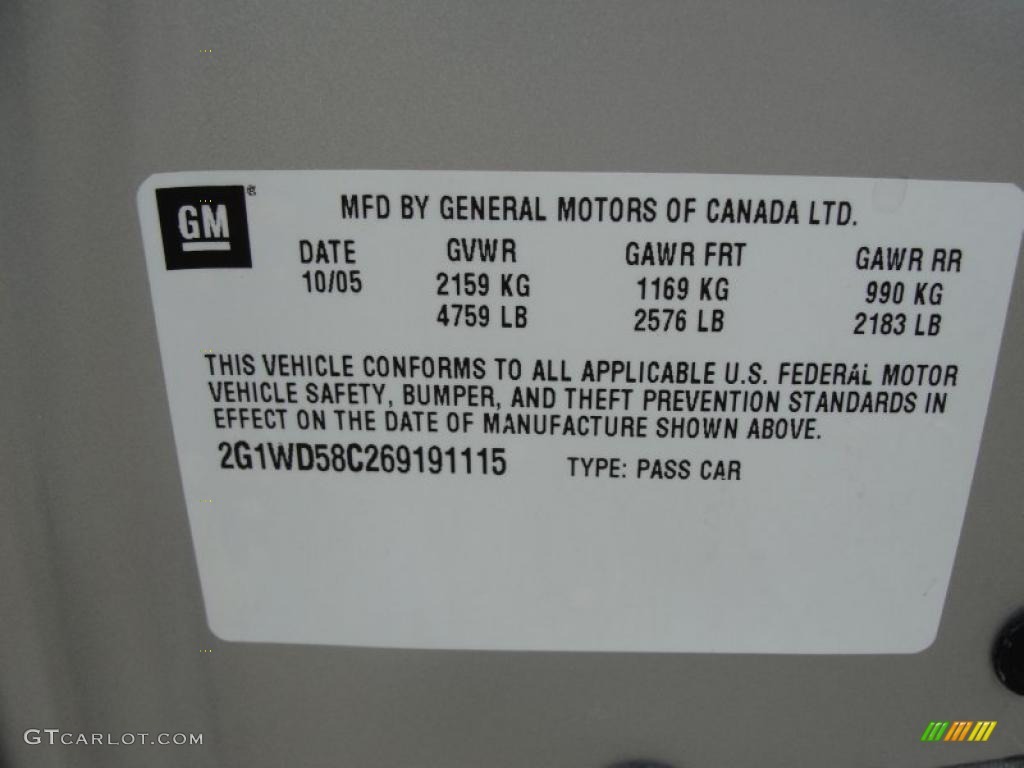 GM ®
MFD BY GENERAL MOTORS OF CANADA LTD.
DATE GVWR GAWR FRT GAWR RR
10/05 2159 KG 1169 KG 990 KG
4759 LB 2576 LB 2183 LB
THIS VEHICLE CONFORMS TO ALL APPLICABLE U.S. FEDERAL MOTOR
VEHICLE SAFETY, BUMPER, AND THEFT PREVENTION STANDARDS IN
EFFECT ON THE DATE OF MANUFACTURE SHOWN ABOVE.
2G1WD58C269191115 TYPE: PASS CAR
GTCARLOT.COM